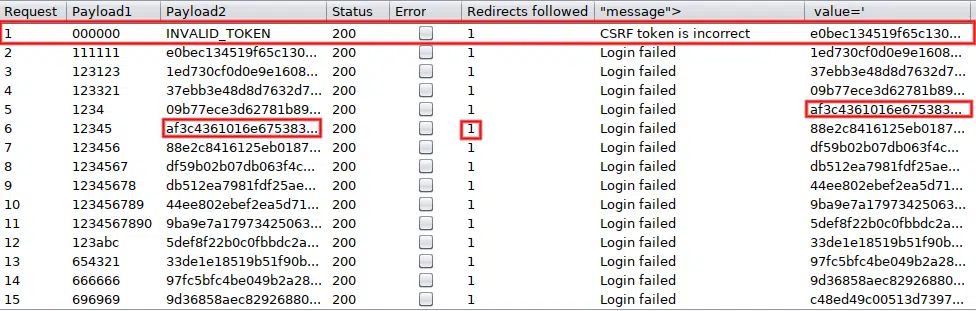 Request Payload1 Payload2 Status Error Redirects followed "message"> value='
1 000000 INVALID_TOKEN 200 1 CSRF token is incorrect e0bec134519f65c130...
2 111111 e0bec134519f65c130... 200 1 Login failed 1ed730cf0d0e9e1608...
3 123123 1ed730cf0d0e9e1608... 200 1 Login failed 37ebb3e48d8d7632d7...
4 123321 37ebb3e48d8d7632d7... 200 1 Login failed 09b77ece3d62781b89...
5 1234 09b77ece3d62781b89... 200 1 Login failed af3c4361016e675383...
6 12345 af3c4361016e675383... 200 1 Login failed 88e2c8416125eb0187...
7 123456 88e2c8416125eb0187... 200 1 Login failed df59b02b07db063f4c...
8 1234567 df59b02b07db063f4c... 200 1 Login failed db512ea7981fdf25ae...
9 12345678 db512ea7981fdf25ae... 200 1 Login failed 44ee802ebef2ea5d71...
10 123456789 44ee802ebef2ea5d71... 200 1 Login failed 9ba9e7a17973425063...
11 1234567890 9ba9e7a17973425063... 200 1 Login failed 5def8f22b0c0fbbdc2a...
12 123abc 5def8f22b0c0fbbdc2a... 200 1 Login failed 33de1e18519b51f90b...
13 654321 33de1e18519b51f90b... 200 1 Login failed 97fc5bfc4be049b2a28...
14 666666 97fc5bfc4be049b2a28... 200 1 Login failed 9d36858aec82926880...
15 696969 9d36858aec82926880... 200 1 Login failed c48ed49c00513d7397...